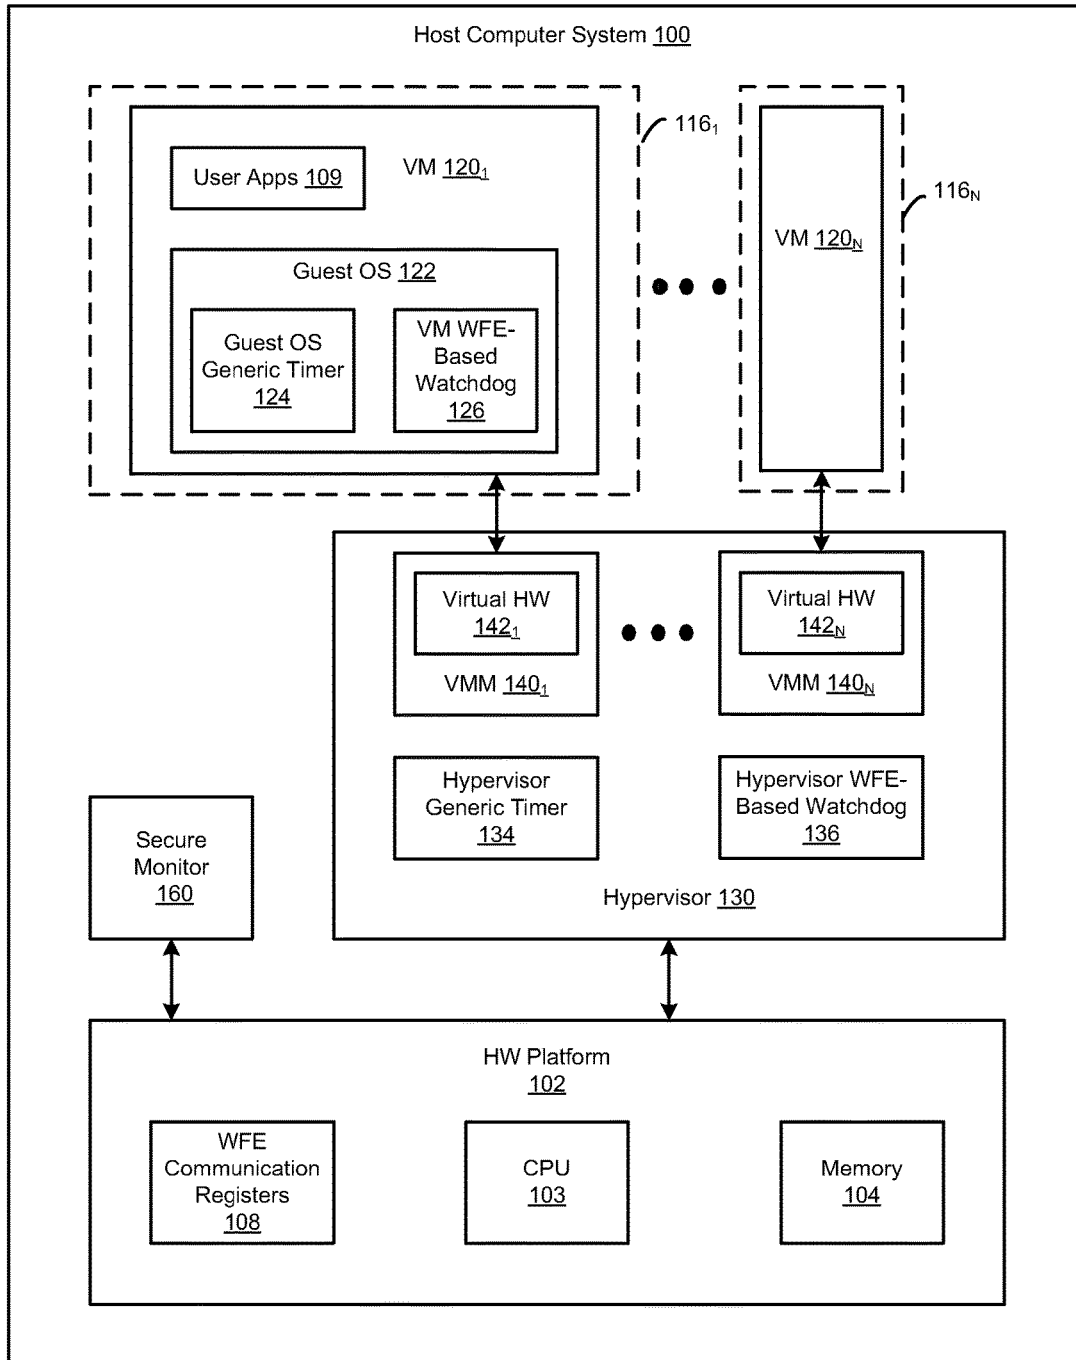 Host Computer System 100
116₁
User Apps 109
VM 120₁
116ₙ
VM 120ₙ
Guest OS 122
Guest OS
Generic Timer
124
VM WFE-
Based
Watchdog
126
Virtual HW
142₁
VMM 140₁
Virtual HW
142ₙ
VMM 140ₙ
Hypervisor
Generic Timer
134
Hypervisor WFE-
Based Watchdog
136
Hypervisor 130
Secure
Monitor
160
HW Platform
102
WFE
Communication
Registers
108
CPU
103
Memory
104